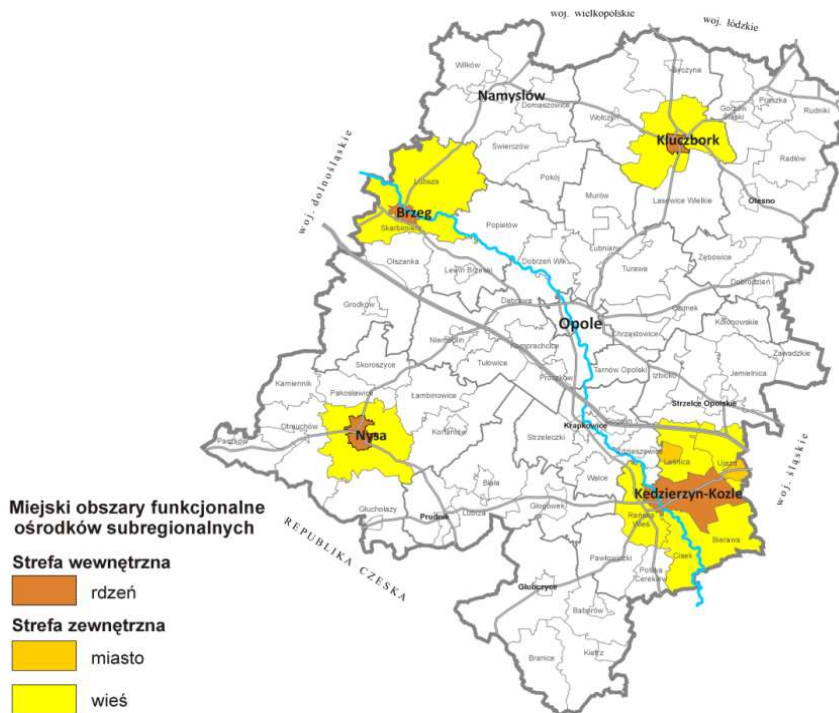 woj. wielkopolskie
woj. łódzkie
Wilków
Byczyna
Namysłów
Domaszowice
Wołczyn
Gorzów Śląski
Praszka
Rudniki
Kluczbork
Świerczów
Radłów
woj. dolnośląskie
Lubsza
Pokój
Murów
Lasowice Wielkie
Olesno
Brzeg
Skarbimierz
Popielów
Olszanka
Lewin Brzeski
Dobrzeń Wlk.
Łubniany
Turawa
Zębowice
Dobrodzień
Grodków
Dąbrowa
Opole
Ozimek
Chrząstowice
Kolonowskie
Niemodlin
Komprachcice
Tułowice
Prószków
Tarnów Opolski
Izbicko
Zawadzkie
Jemielnica
Skoroszyce
Kamiennik
Pakosławice
Łambinowice
Strzelce Opolskie
Otmuchów
Paczków
Nysa
Korfantów
Strzeleczki
Krapkowice
Zdzieszowice
Leśnica
Ujazd
woj. śląskie
Walce
Kędzierzyn-Koźle
Biała
Głuchołazy
Prudnik
Lubrza
Głogówek
Reńska
Wieś
Bierawa
Cisek
REPUBLIKA CZESKA
Pawłowiczki
Polska
Cerekiew
Głubczyce
Baborów
Branice
Kietrz
Miejski obszary funkcjonalne
ośrodków subregionalnych
Strefa wewnętrzna
rdzeń
Strefa zewnętrzna
miasto
wieś